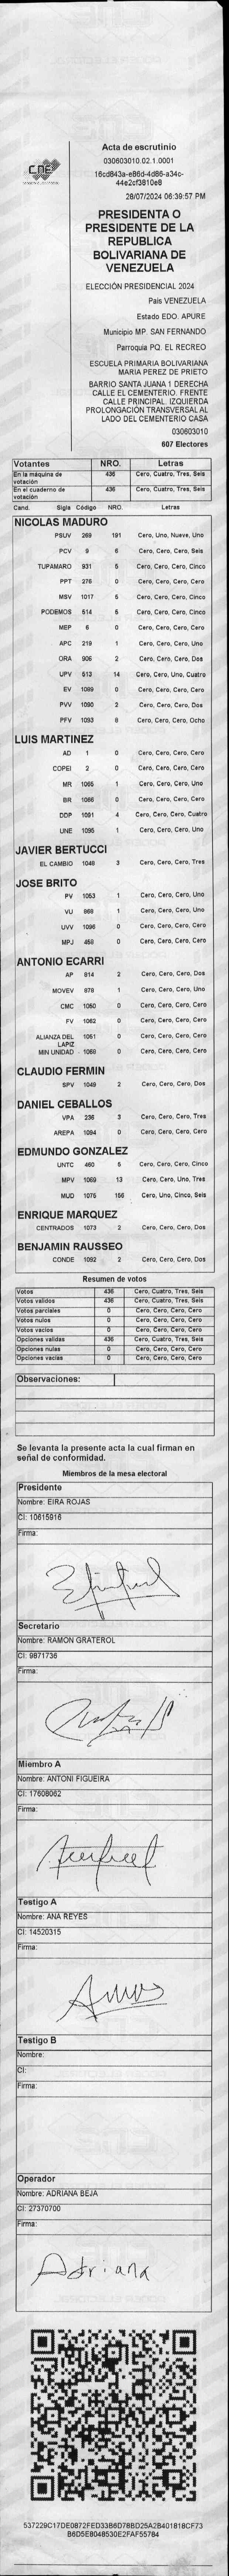 CNE
Acta de escrutinio
030603010.02.1.0001
16cd843a-e86d-4d86-a34c-
44e2cf3810e8
28/07/2024 06:39:57 PM
PRESIDENTA O
PRESIDENTE DE LA
REPUBLICA
BOLIVARIANA DE
VENEZUELA
ELECCIÓN PRESIDENCIAL 2024
País VENEZUELA
Estado EDO. APURE
Municipio MP. SAN FERNANDO
Parroquia PQ. EL RECREO
ESCUELA PRIMARIA BOLIVARIANA
MARIA PEREZ DE PRIETO
BARRIO SANTA JUANA 1 DERECHA
CALLE EL CEMENTERIO. FRENTE
CALLE PRINCIPAL. IZQUIERDA
PROLONGACIÓN TRANSVERSAL AL
LADO DEL CEMENTERIO CASA
030603010
607 Electores
Votantes NRO. Letras
En la máquina de votación 436 Cero, Cuatro, Tres, Seis
En el cuaderno de votación 436 Cero, Cuatro, Tres, Seis
Cand. Sigla Código NRO. Letras
NICOLAS MADURO
PSUV 269 191 Cero, Uno, Nueve, Uno
PCV 9 6 Cero, Cero, Cero, Seis
TUPAMARO 931 5 Cero, Cero, Cero, Cinco
PPT 276 0 Cero, Cero, Cero, Cero
MSV 1017 5 Cero, Cero, Cero, Cinco
PODEMOS 514 5 Cero, Cero, Cero, Cinco
MEP 6 0 Cero, Cero, Cero, Cero
APC 219 1 Cero, Cero, Cero, Uno
ORA 906 2 Cero, Cero, Cero, Dos
UPV 613 14 Cero, Cero, Uno, Cuatro
EV 1089 0 Cero, Cero, Cero, Cero
PVV 1090 2 Cero, Cero, Cero, Dos
PFV 1093 8 Cero, Cero, Cero, Ocho
LUIS MARTINEZ
AD 1 0 Cero, Cero, Cero, Cero
COPEI 2 0 Cero, Cero, Cero, Cero
MR 1065 1 Cero, Cero, Cero, Uno
BR 1066 0 Cero, Cero, Cero, Cero
DDP 1091 4 Cero, Cero, Cero, Cuatro
UNE 1095 1 Cero, Cero, Cero, Uno
JAVIER BERTUCCI
EL CAMBIO 1048 3 Cero, Cero, Cero, Tres
JOSE BRITO
PV 1053 1 Cero, Cero, Cero, Uno
VU 868 1 Cero, Cero, Cero, Uno
UVV 1096 0 Cero, Cero, Cero, Cero
MPJ 458 0 Cero, Cero, Cero, Cero
ANTONIO ECARRI
AP 814 2 Cero, Cero, Cero, Dos
MOVEV 878 1 Cero, Cero, Cero, Uno
CMC 1050 0 Cero, Cero, Cero, Cero
FV 1062 0 Cero, Cero, Cero, Cero
ALIANZA DEL LAPIZ 1051 0 Cero, Cero, Cero, Cero
MIN UNIDAD 1068 0 Cero, Cero, Cero, Cero
CLAUDIO FERMIN
SPV 1049 2 Cero, Cero, Cero, Dos
DANIEL CEBALLOS
VPA 236 3 Cero, Cero, Cero, Tres
AREPA 1094 0 Cero, Cero, Cero, Cero
EDMUNDO GONZALEZ
UNTC 460 5 Cero, Cero, Cero, Cinco
MPV 1069 13 Cero, Cero, Uno, Tres
MUD 1075 156 Cero, Uno, Cinco, Seis
ENRIQUE MARQUEZ
CENTRADOS 1073 2 Cero, Cero, Cero, Dos
BENJAMIN RAUSSEO
CONDE 1092 2 Cero, Cero, Cero, Dos
Resumen de votos
Votos 436 Cero, Cuatro, Tres, Seis
Votos validos 436 Cero, Cuatro, Tres, Seis
Votos parciales 0 Cero, Cero, Cero, Cero
Votos nulos 0 Cero, Cero, Cero, Cero
Votos vacios 0 Cero, Cero, Cero, Cero
Opciones validas 436 Cero, Cuatro, Tres, Seis
Opciones nulas 0 Cero, Cero, Cero, Cero
Opciones vacias 0 Cero, Cero, Cero, Cero
Observaciones:
Se levanta la presente acta la cual firman en
señal de conformidad.
Miembros de la mesa electoral
Presidente
Nombre: EIRA ROJAS
CI: 10615916
Firma:
Secretario
Nombre: RAMON GRATEROL
CI: 9871736
Firma:
Miembro A
Nombre: ANTONI FIGUEIRA
CI: 17608062
Firma:
Testigo A
Nombre: ANA REYES
CI: 14520315
Firma:
Testigo B
Nombre:
CI:
Firma:
Operador
Nombre: ADRIANA BEJA
CI: 27370700
Firma:
Adriana
537229C17DE0872FED33B6D78BD25A2B401818CF73
B6D5E8048530E2FAF55784